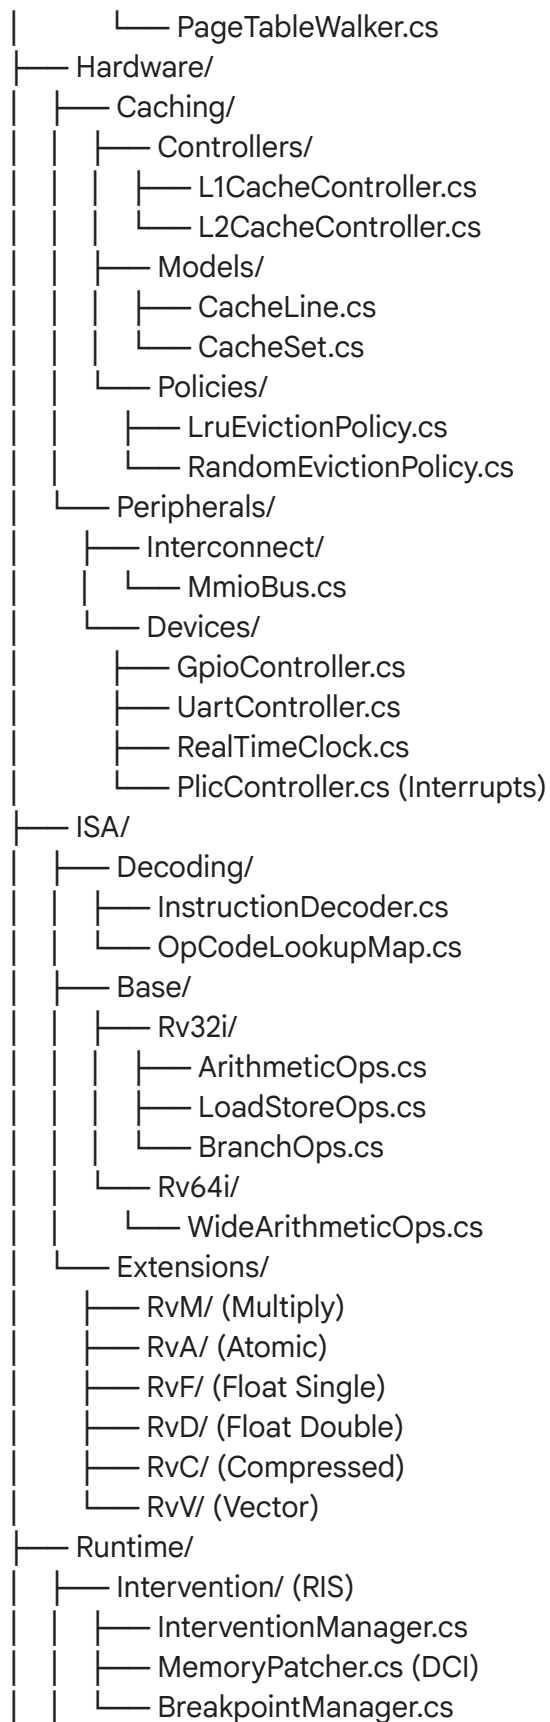 │       └── PageTableWalker.cs
├── Hardware/
│   ├── Caching/
│   │   ├── Controllers/
│   │   │   ├── L1CacheController.cs
│   │   │   └── L2CacheController.cs
│   │   ├── Models/
│   │   │   ├── CacheLine.cs
│   │   │   └── CacheSet.cs
│   │   └── Policies/
│   │       ├── LruEvictionPolicy.cs
│   │       └── RandomEvictionPolicy.cs
│   └── Peripherals/
│       ├── Interconnect/
│       │   └── MmioBus.cs
│       └── Devices/
│           ├── GpioController.cs
│           ├── UartController.cs
│           ├── RealTimeClock.cs
│           └── PlicController.cs (Interrupts)
├── ISA/
│   ├── Decoding/
│   │   ├── InstructionDecoder.cs
│   │   └── OpCodeLookupMap.cs
│   ├── Base/
│   │   ├── Rv32i/
│   │   │   ├── ArithmeticOps.cs
│   │   │   ├── LoadStoreOps.cs
│   │   │   └── BranchOps.cs
│   │   └── Rv64i/
│   │       └── WideArithmeticOps.cs
│   └── Extensions/
│       ├── RvM/ (Multiply)
│       ├── RvA/ (Atomic)
│       ├── RvF/ (Float Single)
│       ├── RvD/ (Float Double)
│       ├── RvC/ (Compressed)
│       └── RvV/ (Vector)
├── Runtime/
│   ├── Intervention/ (RIS)
│   │   ├── InterventionManager.cs
│   │   ├── MemoryPatcher.cs (DCI)
│   │   └── BreakpointManager.cs